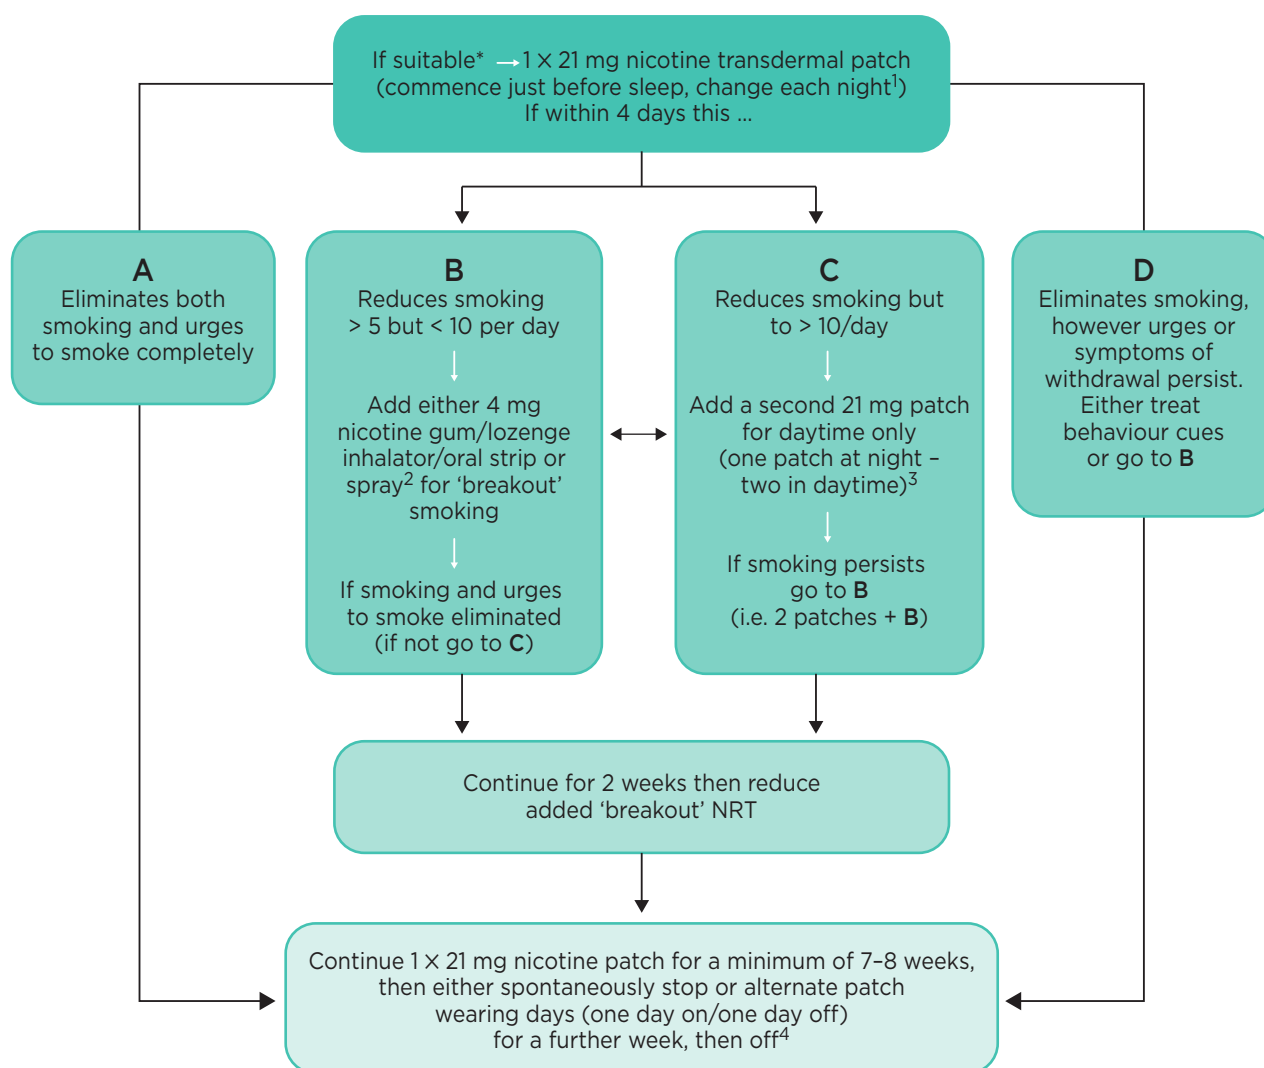 If suitable* → 1 × 21 mg nicotine transdermal patch
(commence just before sleep, change each night¹)
If within 4 days this ...
A
Eliminates both
smoking and urges
to smoke completely
B
Reduces smoking
> 5 but < 10 per day
Add either 4 mg
nicotine gum/lozenge
inhalator/oral strip or
spray² for ‘breakout’
smoking
If smoking and urges
to smoke eliminated
(if not go to C)
C
Reduces smoking but
to > 10/day
Add a second 21 mg patch
for daytime only
(one patch at night –
two in daytime)³
If smoking persists
go to B
(i.e. 2 patches + B)
D
Eliminates smoking,
however urges or
symptoms of
withdrawal persist.
Either treat
behaviour cues
or go to B
Continue for 2 weeks then reduce
added ‘breakout’ NRT
Continue 1 × 21 mg nicotine patch for a minimum of 7–8 weeks,
then either spontaneously stop or alternate patch
wearing days (one day on/one day off)
for a further week, then off⁴